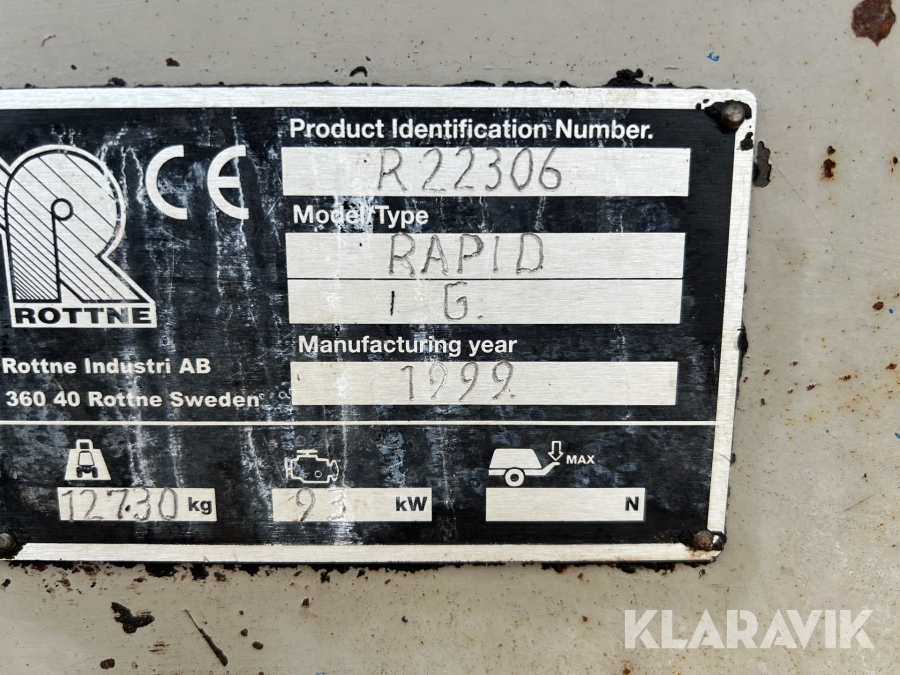 KLARAVIK
Product Identification Number.
R22306
CE
Model/Type
RAPID
ROTTNE
I G.
Manufacturing year
Rottne Industri AB
1999.
360 40 Rottne Sweden
MAX
12730 kg
93 kW
N
KLARAVIK